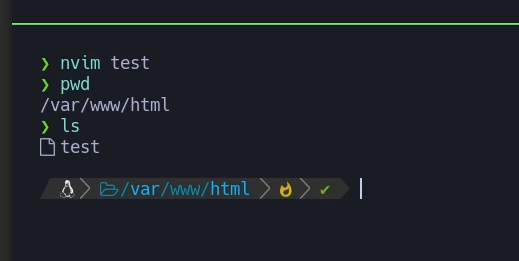 ❯ nvim test
❯ pwd
/var/www/html
❯ ls
test
/var/www/html ✔